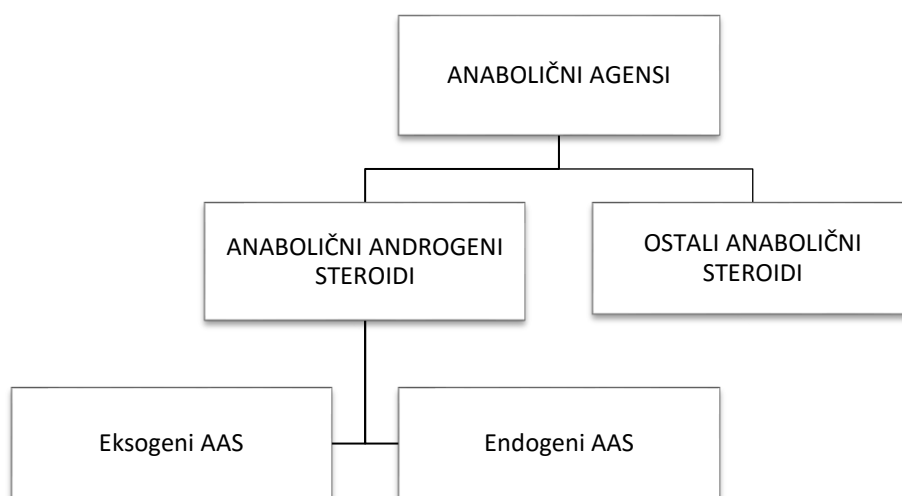 ANABOLIČNI AGENSI
ANABOLIČNI ANDROGENI
STEROIDI
OSTALI ANABOLIČNI
STEROIDI
Eksogeni AAS
Endogeni AAS